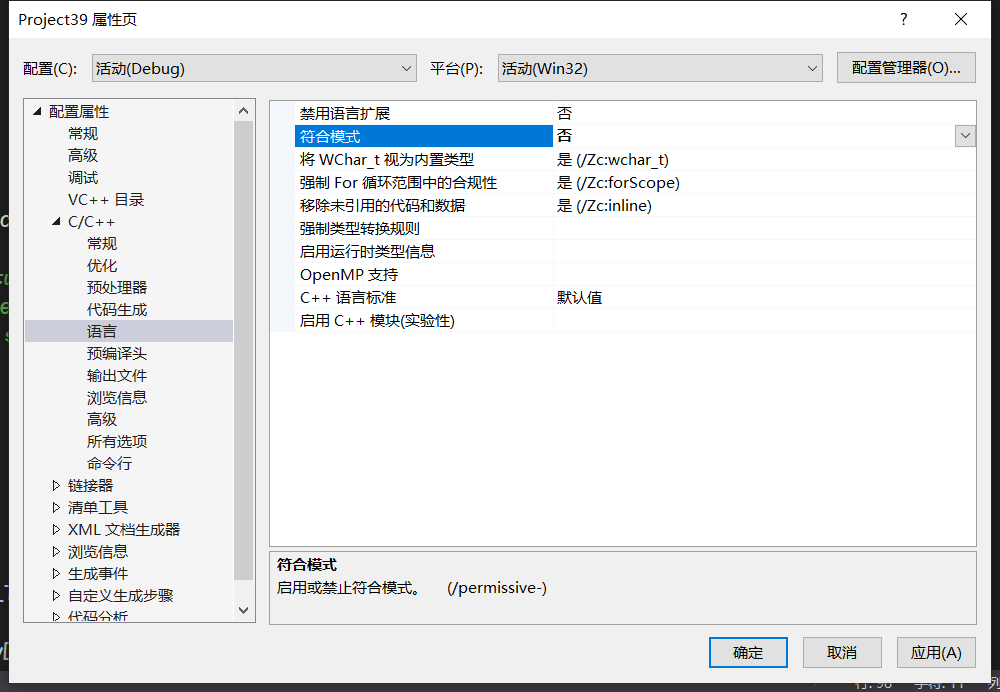 Project39 属性页
?
配置(C): 活动(Debug) 平台(P): 活动(Win32) 配置管理器(O)...
配置属性
常规
高级
调试
VC++ 目录
C/C++
常规
优化
预处理器
代码生成
语言
预编译头
输出文件
浏览信息
高级
所有选项
命令行
链接器
清单工具
XML 文档生成器
浏览信息
生成事件
自定义生成步骤
代码分析
禁用语言扩展 否
符合模式 否
将 WChar_t 视为内置类型 是 (/Zc:wchar_t)
强制 For 循环范围中的合规性 是 (/Zc:forScope)
移除未引用的代码和数据 是 (/Zc:inline)
强制类型转换规则
启用运行时类型信息
OpenMP 支持
C++ 语言标准 默认值
启用 C++ 模块(实验性)
符合模式
启用或禁止符合模式。 (/permissive-)
确定 取消 应用(A)